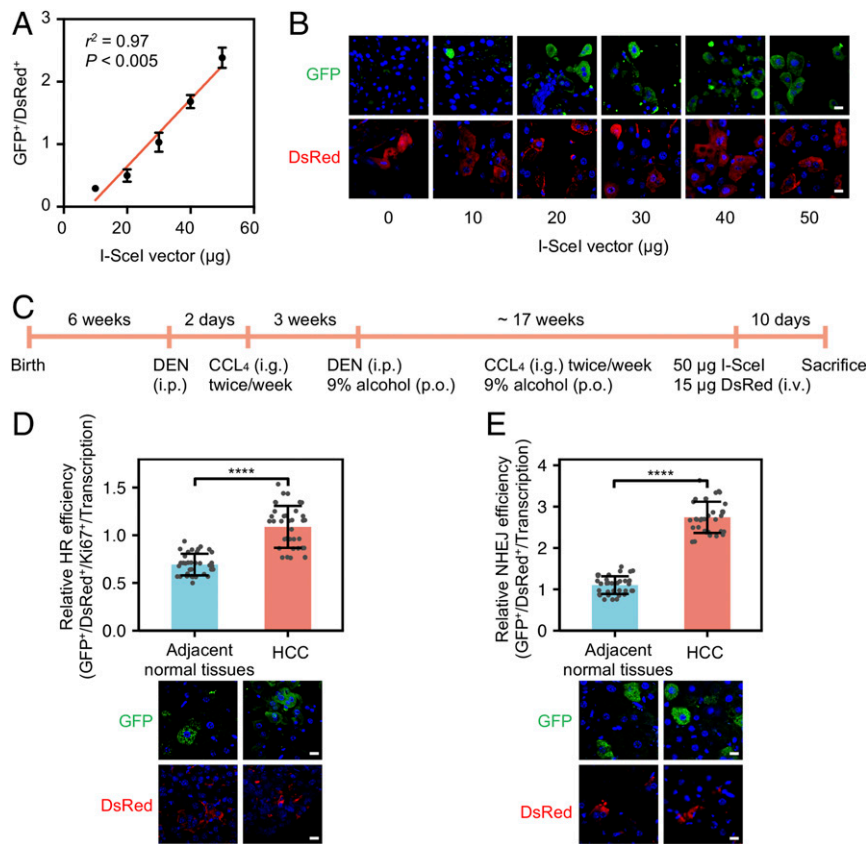 A
3
2
1
0
GFP⁺/DsRed⁺
r² = 0.97
P < 0.005
0 20 40 60
I-SceI vector (µg)
B
GFP
DsRed
0 10 20 30 40 50
I-SceI vector (µg)
C
6 weeks 2 days 3 weeks ~ 17 weeks 10 days
Birth DEN CCL₄ (i.g.) DEN (i.p.) CCL₄ (i.g.) twice/week 50 µg I-SceI Sacrifice
(i.p.) twice/week 9% alcohol (p.o.) 9% alcohol (p.o.) 15 µg DsRed (i.v.)
D
Relative HR efficiency
(GFP⁺/DsRed⁺/Ki67⁺/Transcription)
1.5
1.0
0.5
0.0
****
Adjacent HCC
normal tissues
GFP
DsRed
E
Relative NHEJ efficiency
(GFP⁺/DsRed⁺/Transcription)
4
3
2
1
0
****
Adjacent HCC
normal tissues
GFP
DsRed